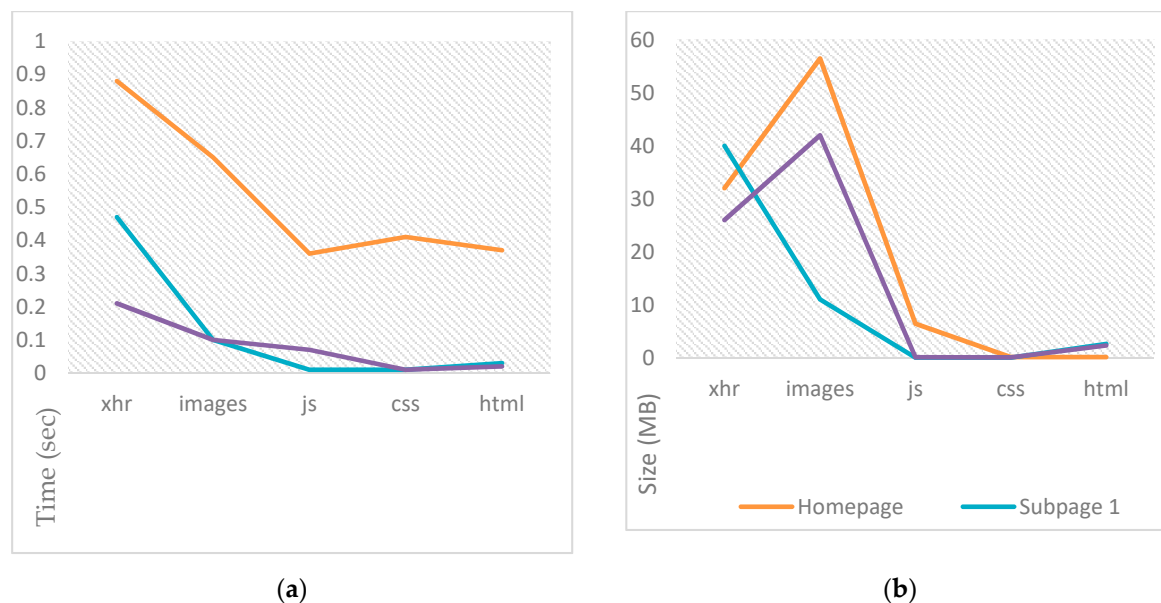 1
0.9
0.8
0.7
0.6
0.5
0.4
0.3
0.2
0.1
0
xhr images js css html
Time (sec)
(a)
60
50
40
30
20
10
0
xhr images js css html
Size (MB)
Homepage Subpage 1
(b)